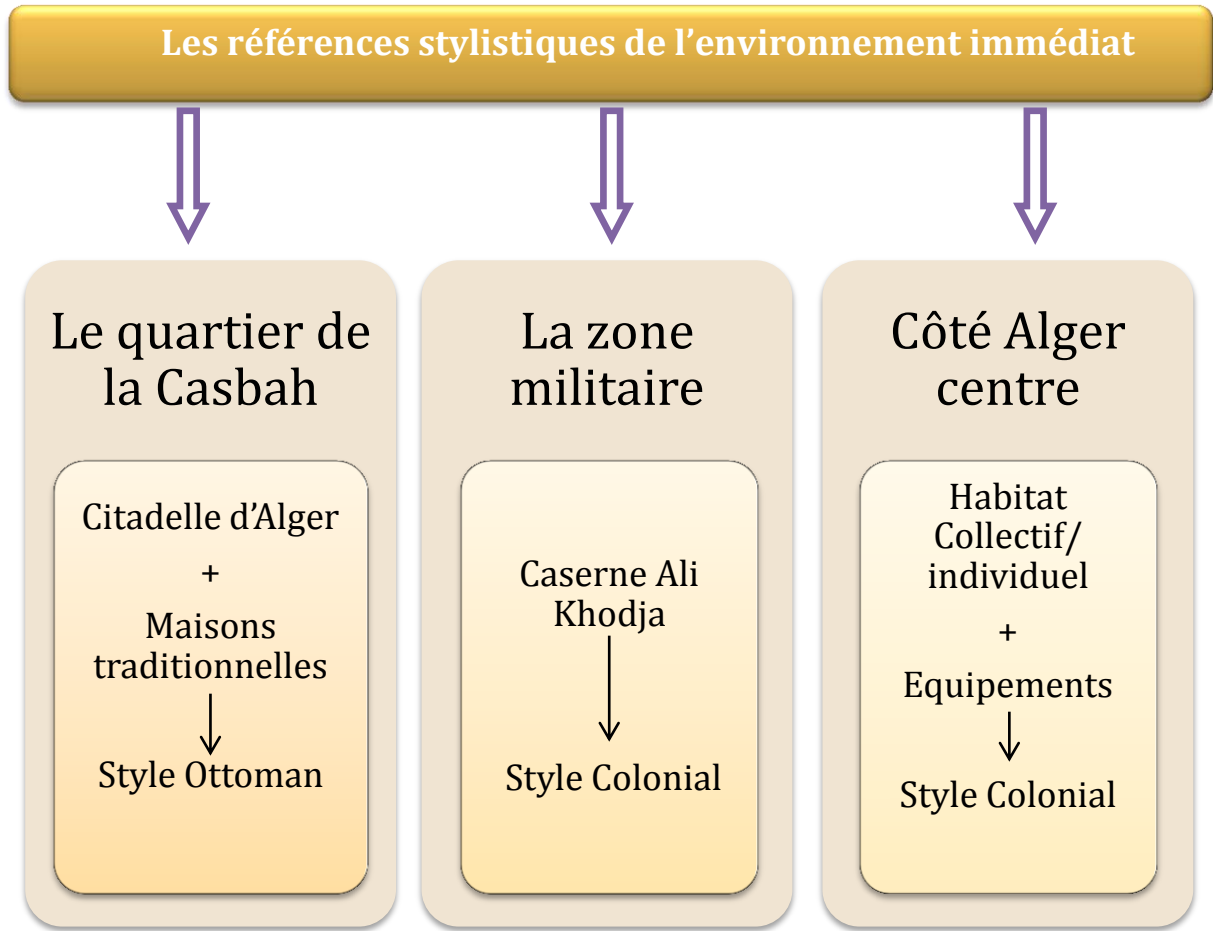 Les références stylistiques de l’environnement immédiat
Le quartier de
la Casbah
Citadelle d’Alger
+
Maisons
traditionnelles
Style Ottoman
La zone
militaire
Caserne Ali
Khodja
Style Colonial
Côté Alger
centre
Habitat
Collectif/
individuel
+
Equipements
Style Colonial